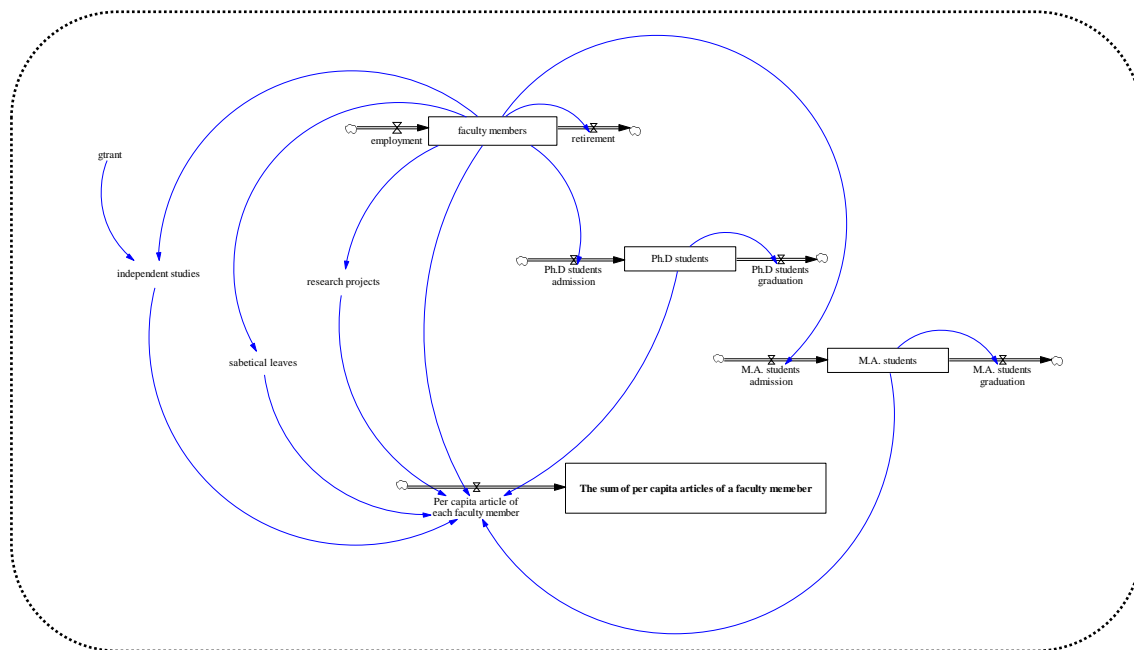 faculty members
employment
retirement
gtrant
independent studies
research projects
Ph.D students
admission
Ph.D students
Ph.D students
graduation
sabetical leaves
M.A. students
admission
M.A. students
M.A. students
graduation
The sum of per capita articles of a faculty memeber
Per capita article of
each faculty member